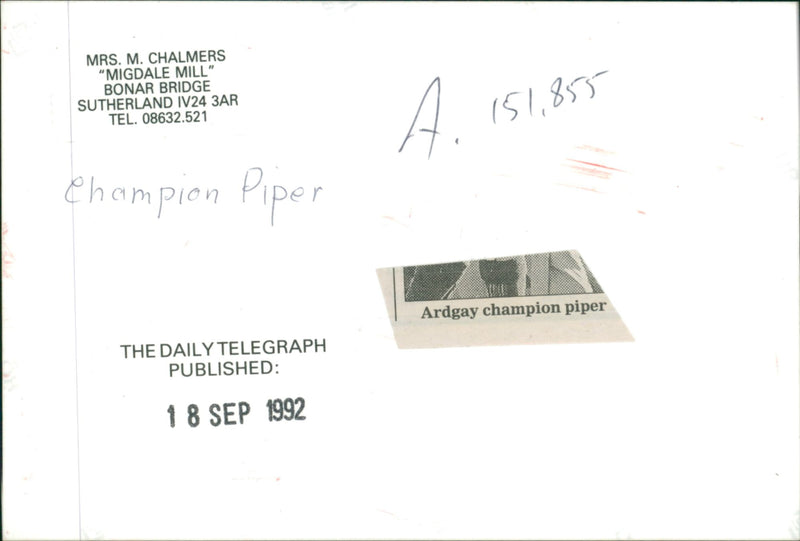 MRS. M. CHALMERS
"MIGDALE MILL"
BONAR BRIDGE
SUTHERLAND IV24 3AR
TEL. 08632.521
A. 151,855
Champion Piper
Ardgay champion piper
THE DAILY TELEGRAPH
PUBLISHED:
18 SEP 1992